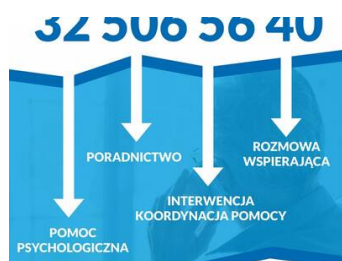 32 506 56 40
PORADNICTWO
ROZMOWA
WSPIERAJĄCA
INTERWENCJA
KOORDYNACJA POMOCY
POMOC
PSYCHOLOGICZNA